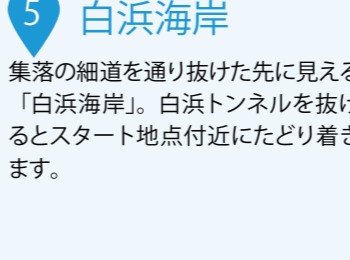 5 白浜海岸
集落の細道を通り抜けた先に見える
「白浜海岸」。白浜トンネルを抜け
るとスタート地点付近にたどり着き
ます。